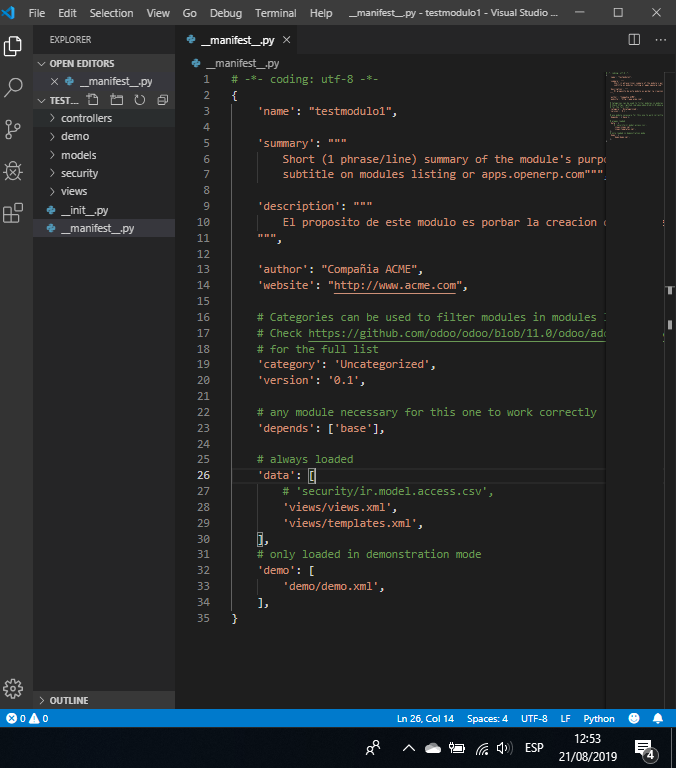 File Edit Selection View Go Debug Terminal Help __manifest__.py - testmodulo1 - Visual Studio ...
EXPLORER
__manifest__.py
OPEN EDITORS
__manifest__.py
TEST...
controllers
demo
models
security
views
__init__.py
__manifest__.py
OUTLINE
__manifest__.py
1 # -*- coding: utf-8 -*-
2 {
3 'name': "testmodulo1",
4
5 'summary': """
6 Short (1 phrase/line) summary of the module's purpo
7 subtitle on modules listing or apps.openerp.com""",
8
9 'description': """
10 El proposito de este modulo es porbar la creacion
11 """,
12
13 'author': "Compañia ACME",
14 'website': "http://www.acme.com",
15
16 # Categories can be used to filter modules in modules
17 # Check https://github.com/odoo/odoo/blob/11.0/odoo/add
18 # for the full list
19 'category': 'Uncategorized',
20 'version': '0.1',
21
22 # any module necessary for this one to work correctly
23 'depends': ['base'],
24
25 # always loaded
26 'data': [
27 # 'security/ir.model.access.csv',
28 'views/views.xml',
29 'views/templates.xml',
30 ],
31 # only loaded in demonstration mode
32 'demo': [
33 'demo/demo.xml',
34 ],
35 }
0 0 Ln 26, Col 14 Spaces: 4 UTF-8 LF Python
ESP
12:53
21/08/2019
4